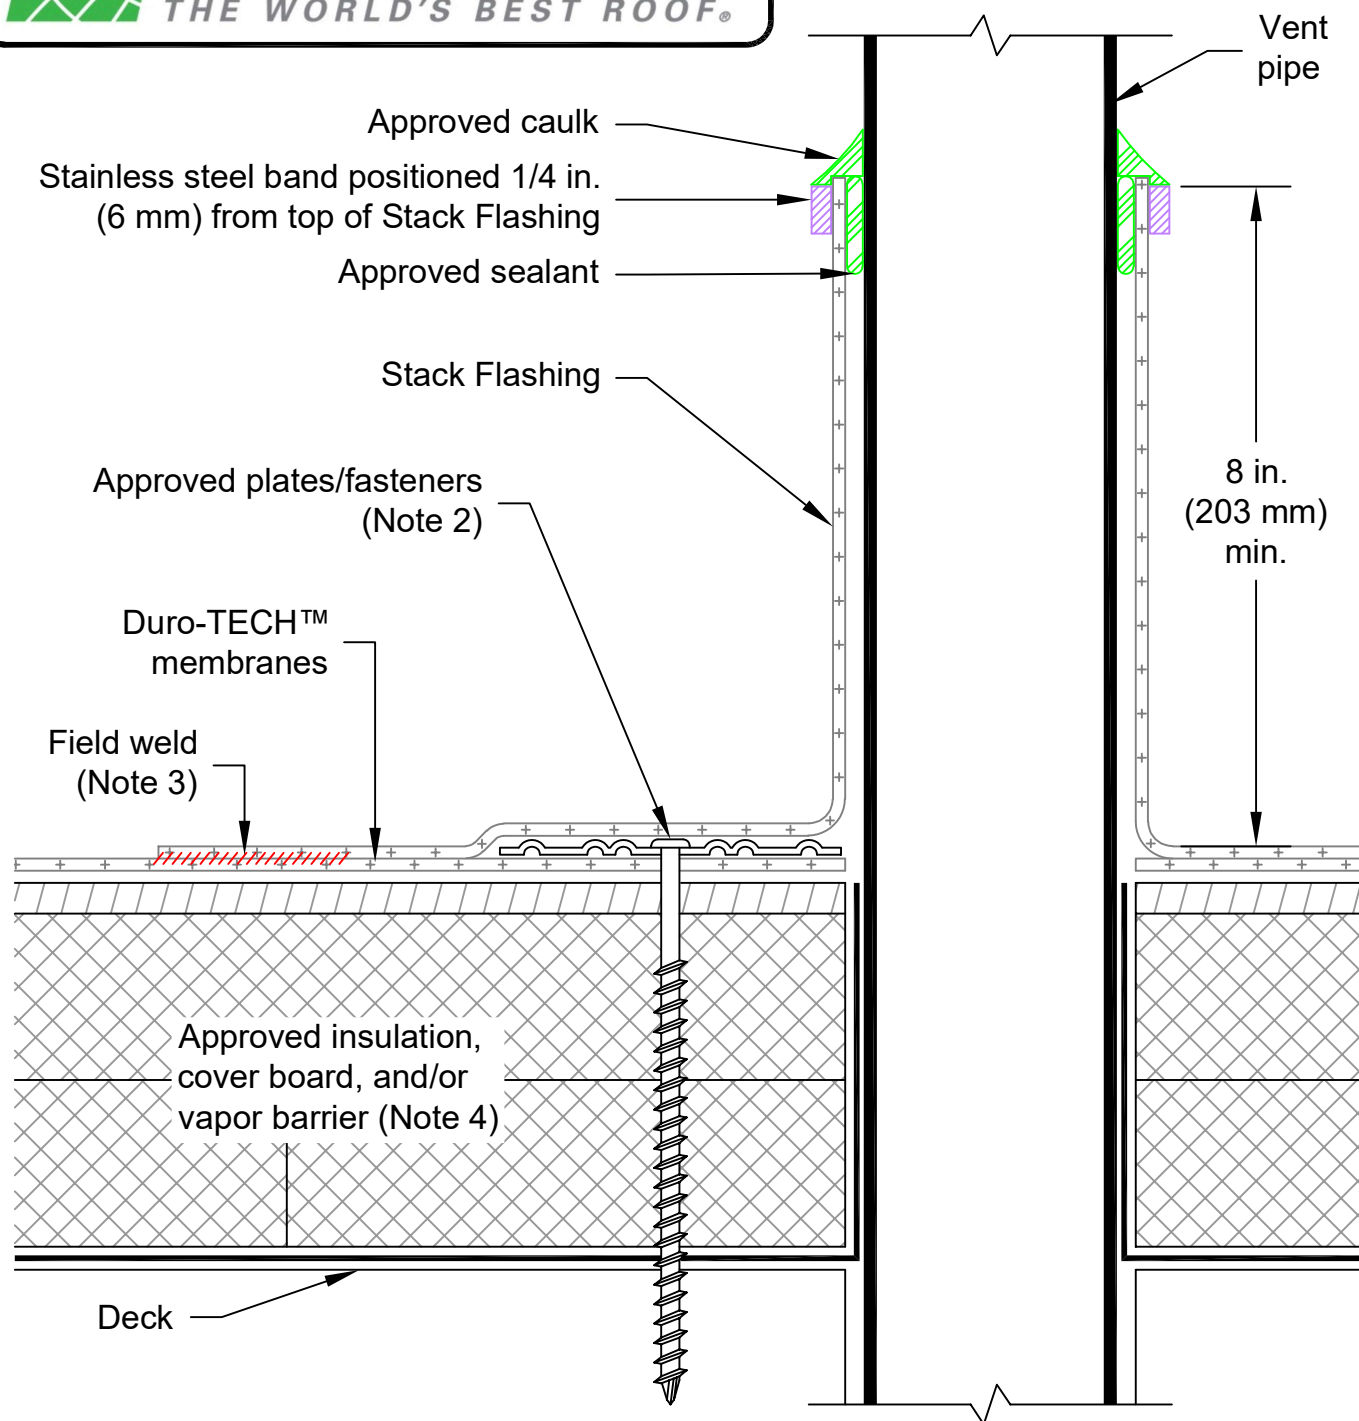 THE WORLD'S BEST ROOF®
Vent
pipe
Approved caulk
Stainless steel band positioned 1/4 in.
(6 mm) from top of Stack Flashing
Approved sealant
Stack Flashing
Approved plates/fasteners
(Note 2)
8 in.
(203 mm)
min.
Duro-TECH™
membranes
Field weld
(Note 3)
Approved insulation,
cover board, and/or
vapor barrier (Note 4)
Deck